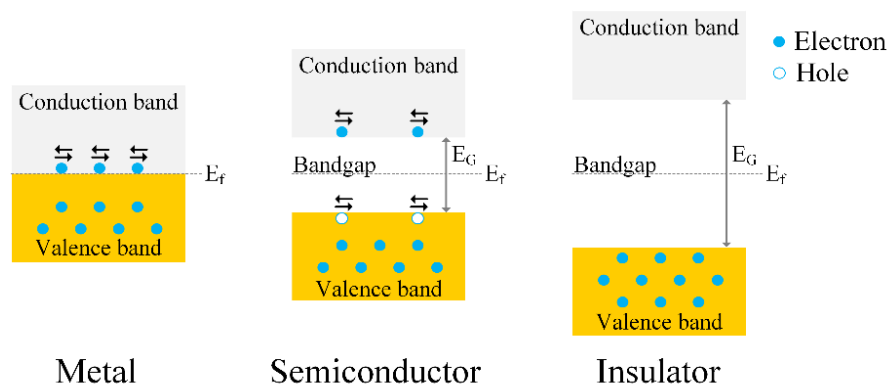 Conduction band
E_f
Valence band
Metal
Conduction band
Bandgap
E_G
E_f
Valence band
Semiconductor
Conduction band
Bandgap
E_G
E_f
Valence band
Insulator
Electron
Hole